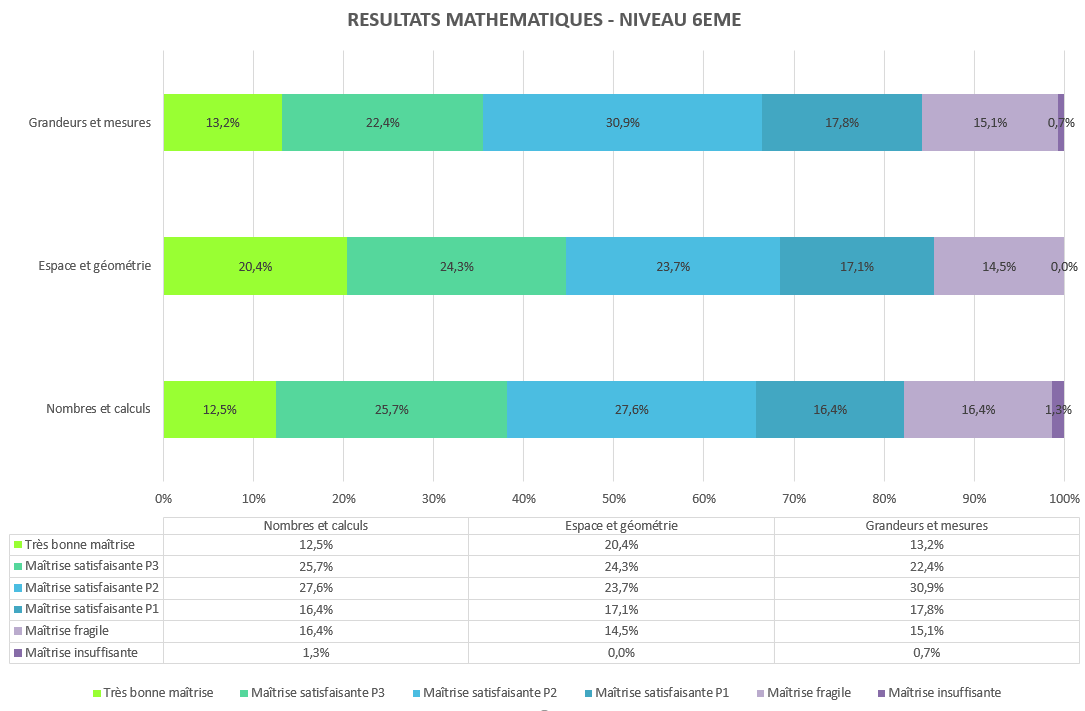 RESULTATS MATHEMATIQUES - NIVEAU 6EME
Grandeurs et mesures 13,2% 22,4% 30,9% 17,8% 15,1% 0,7%
Espace et géométrie 20,4% 24,3% 23,7% 17,1% 14,5% 0,0%
Nombres et calculs 12,5% 25,7% 27,6% 16,4% 16,4% 1,3%
0% 10% 20% 30% 40% 50% 60% 70% 80% 90% 100%
Nombres et calculs Espace et géométrie Grandeurs et mesures
Très bonne maîtrise 12,5% 20,4% 13,2%
Maîtrise satisfaisante P3 25,7% 24,3% 22,4%
Maîtrise satisfaisante P2 27,6% 23,7% 30,9%
Maîtrise satisfaisante P1 16,4% 17,1% 17,8%
Maîtrise fragile 16,4% 14,5% 15,1%
Maîtrise insuffisante 1,3% 0,0% 0,7%
Très bonne maîtrise Maîtrise satisfaisante P3 Maîtrise satisfaisante P2 Maîtrise satisfaisante P1 Maîtrise fragile Maîtrise insuffisante